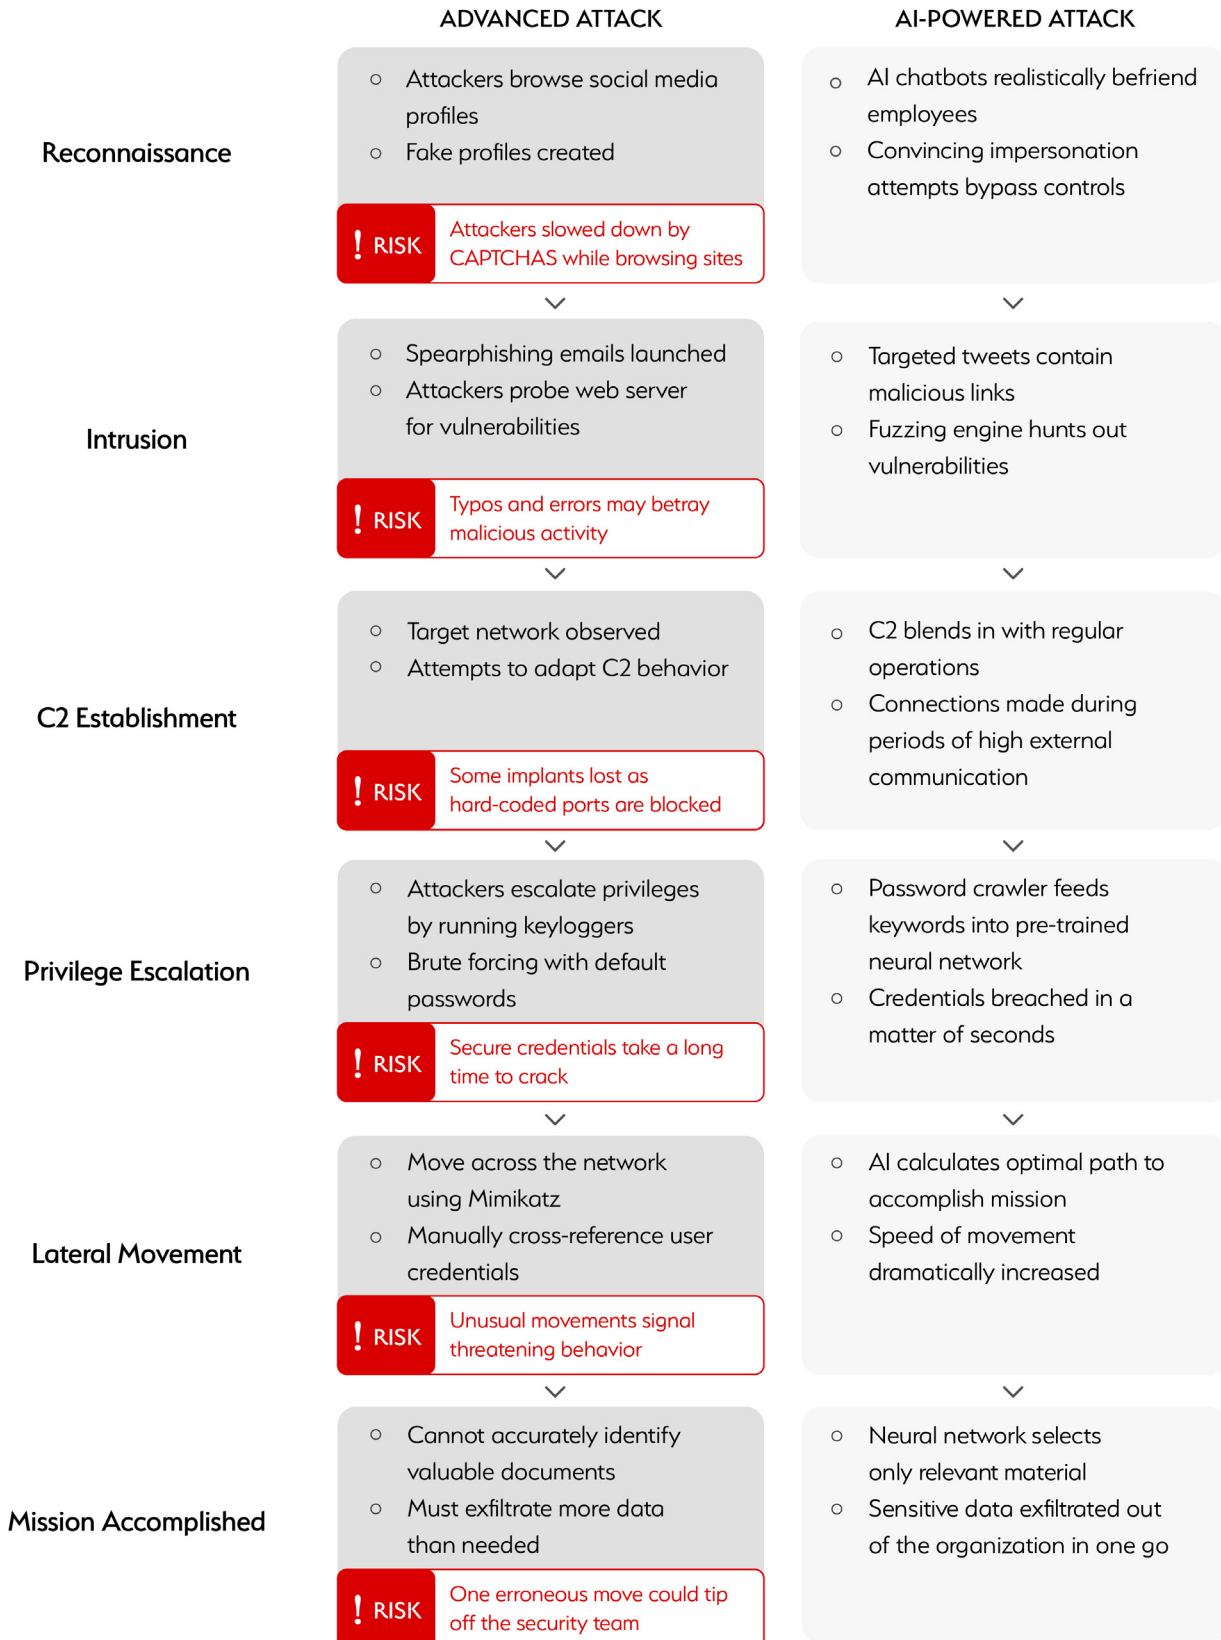 ADVANCED ATTACK
AI-POWERED ATTACK
Reconnaissance
○ Attackers browse social media
profiles
○ Fake profiles created
! RISK
Attackers slowed down by
CAPTCHAS while browsing sites
○ AI chatbots realistically befriend
employees
○ Convincing impersonation
attempts bypass controls
Intrusion
○ Spearphishing emails launched
○ Attackers probe web server
for vulnerabilities
! RISK
Typos and errors may betray
malicious activity
○ Targeted tweets contain
malicious links
○ Fuzzing engine hunts out
vulnerabilities
C2 Establishment
○ Target network observed
○ Attempts to adapt C2 behavior
! RISK
Some implants lost as
hard-coded ports are blocked
○ C2 blends in with regular
operations
○ Connections made during
periods of high external
communication
Privilege Escalation
○ Attackers escalate privileges
by running keyloggers
○ Brute forcing with default
passwords
! RISK
Secure credentials take a long
time to crack
○ Password crawler feeds
keywords into pre-trained
neural network
○ Credentials breached in a
matter of seconds
Lateral Movement
○ Move across the network
using Mimikatz
○ Manually cross-reference user
credentials
! RISK
Unusual movements signal
threatening behavior
○ AI calculates optimal path to
accomplish mission
○ Speed of movement
dramatically increased
Mission Accomplished
○ Cannot accurately identify
valuable documents
○ Must exfiltrate more data
than needed
! RISK
One erroneous move could tip
off the security team
○ Neural network selects
only relevant material
○ Sensitive data exfiltrated out
of the organization in one go